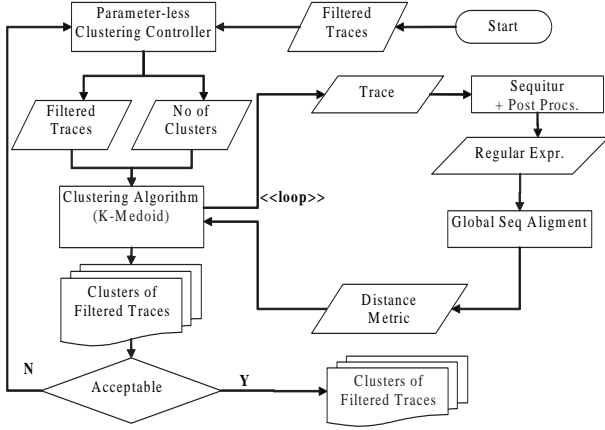 Parameter-less
Clustering Controller
Filtered
Traces
Start
Filtered
Traces
No of
Clusters
Trace
Sequitur
+ Post Procs.
Regular Expr.
Clustering Algorithm
(K-Medoid)
<<loop>>
Global Seq Aligment
Clusters of
Filtered Traces
Distance
Metric
N
Acceptable
Y
Clusters of
Filtered Traces